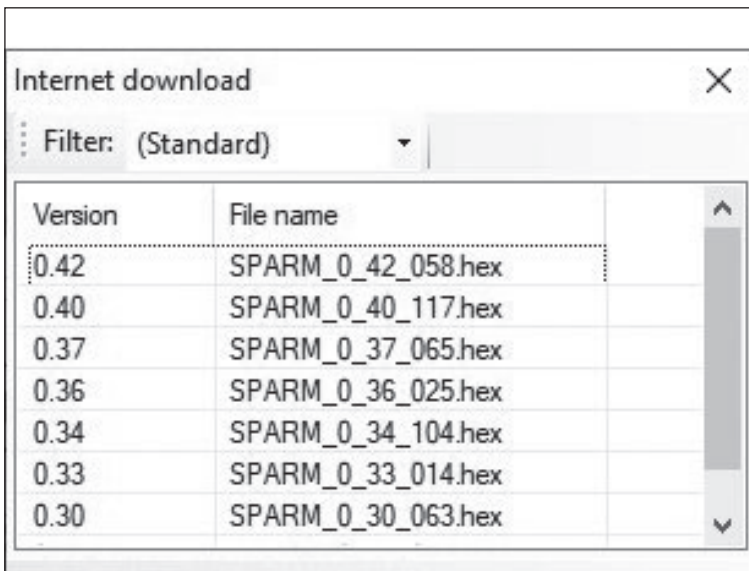 Internet download
Filter: (Standard)
Version File name
0.42 SPARM_0_42_058.hex
0.40 SPARM_0_40_117.hex
0.37 SPARM_0_37_065.hex
0.36 SPARM_0_36_025.hex
0.34 SPARM_0_34_104.hex
0.33 SPARM_0_33_014.hex
0.30 SPARM_0_30_063.hex